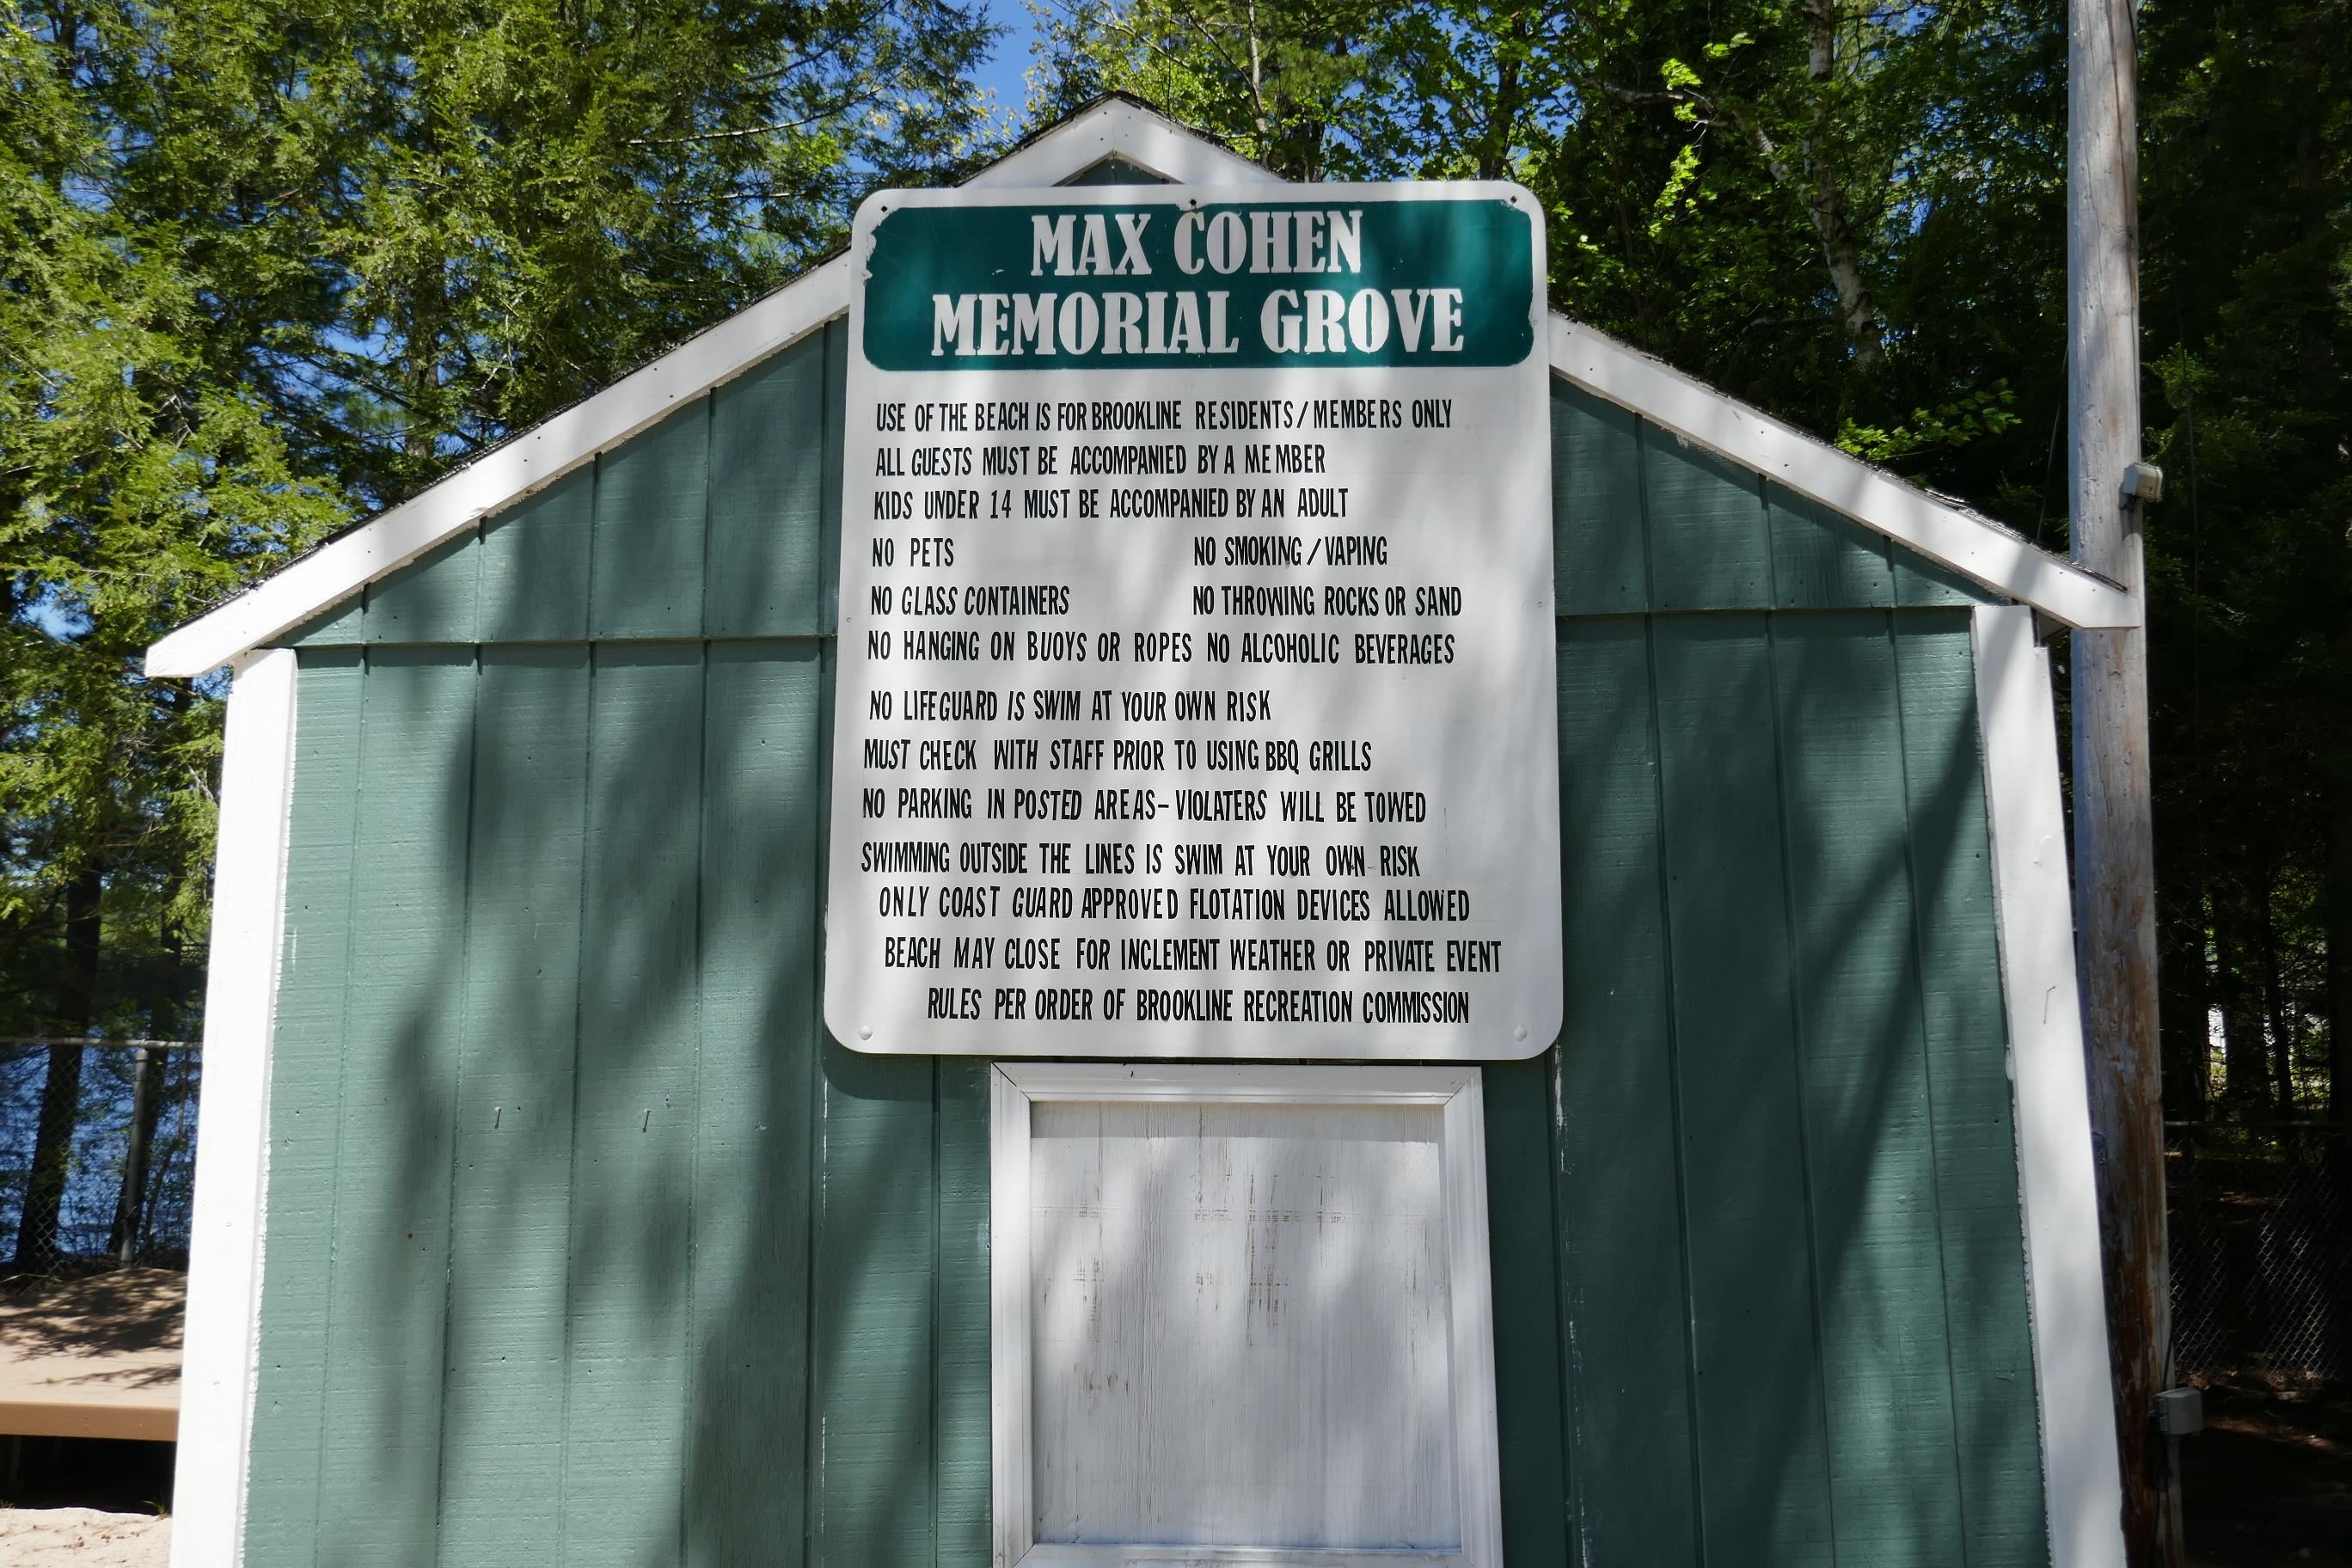 MAX COHEN
MEMORIAL GROVE
USE OF THE BEACH IS FOR BROOKLINE RESIDENTS/MEMBERS ONLY
ALL GUESTS MUST BE ACCOMPANIED BY A MEMBER
KIDS UNDER 14 MUST BE ACCOMPANIED BY AN ADULT
NO PETS NO SMOKING/VAPING
NO GLASS CONTAINERS NO THROWING ROCKS OR SAND
NO HANGING ON BUOYS OR ROPES NO ALCOHOLIC BEVERAGES
NO LIFEGUARD IS SWIM AT YOUR OWN RISK
MUST CHECK WITH STAFF PRIOR TO USING BBQ GRILLS
NO PARKING IN POSTED AREAS-VIOLATERS WILL BE TOWED
SWIMMING OUTSIDE THE LINES IS SWIM AT YOUR OWN RISK
ONLY COAST GUARD APPROVED FLOTATION DEVICES ALLOWED
BEACH MAY CLOSE FOR INCLEMENT WEATHER OR PRIVATE EVENT
RULES PER ORDER OF BROOKLINE RECREATION COMMISSION